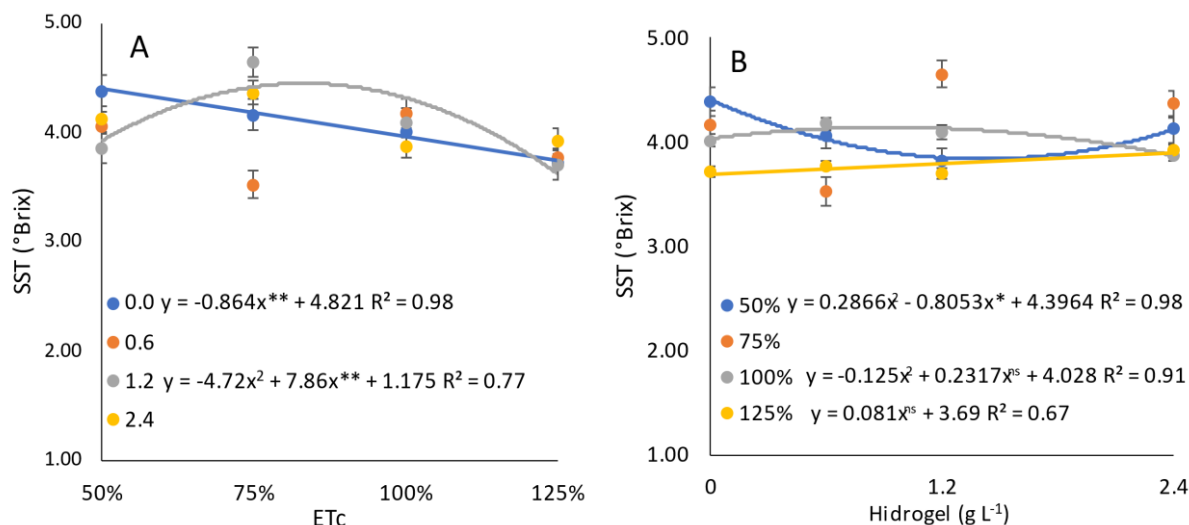 A
SST (°Brix)
5.00
4.00
3.00
2.00
1.00
0.0 y = -0.864x** + 4.821 R² = 0.98
0.6
1.2 y = -4.72x² + 7.86x** + 1.175 R² = 0.77
2.4
50% 75% 100% 125%
ETc
B
SST (°Brix)
5.00
4.00
3.00
2.00
1.00
50% y = 0.2866x² - 0.8053x* + 4.3964 R² = 0.98
75%
100% y = -0.125x² + 0.2317xⁿˢ + 4.028 R² = 0.91
125% y = 0.081xⁿˢ + 3.69 R² = 0.67
0 1.2 2.4
Hidrogel (g L⁻¹)